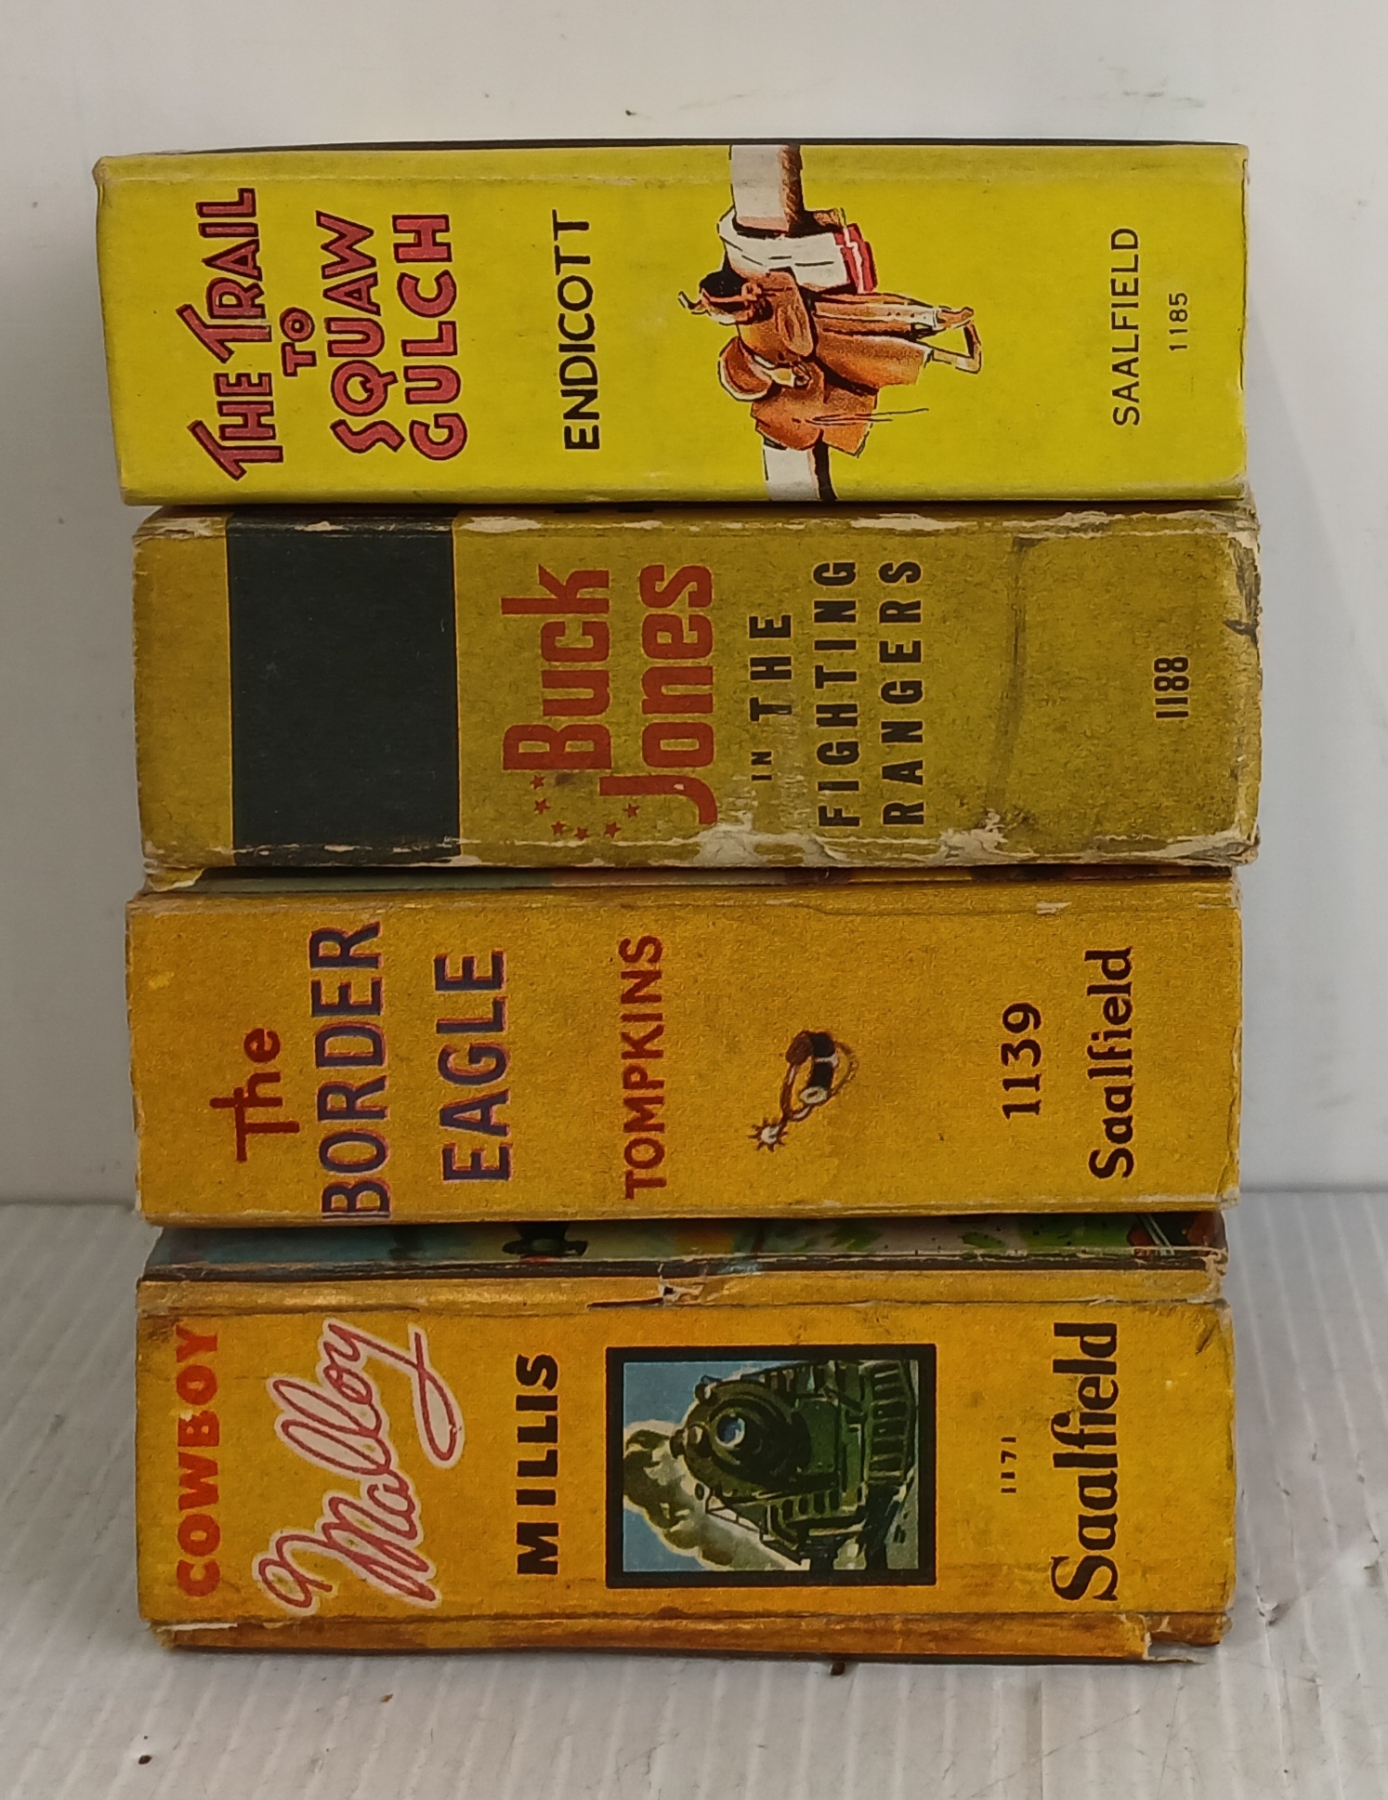 THE TRAIL
TO
SQUAW
GULCH
ENDICOTT
SAALFIELD
1185
Buck
Jones
IN THE
FIGHTING
RANGERS
1188
The
BORDER
EAGLE
TOMPKINS
1139
Saalfield
COWBOY
Malloy
MILLIS
1171
Saalfield